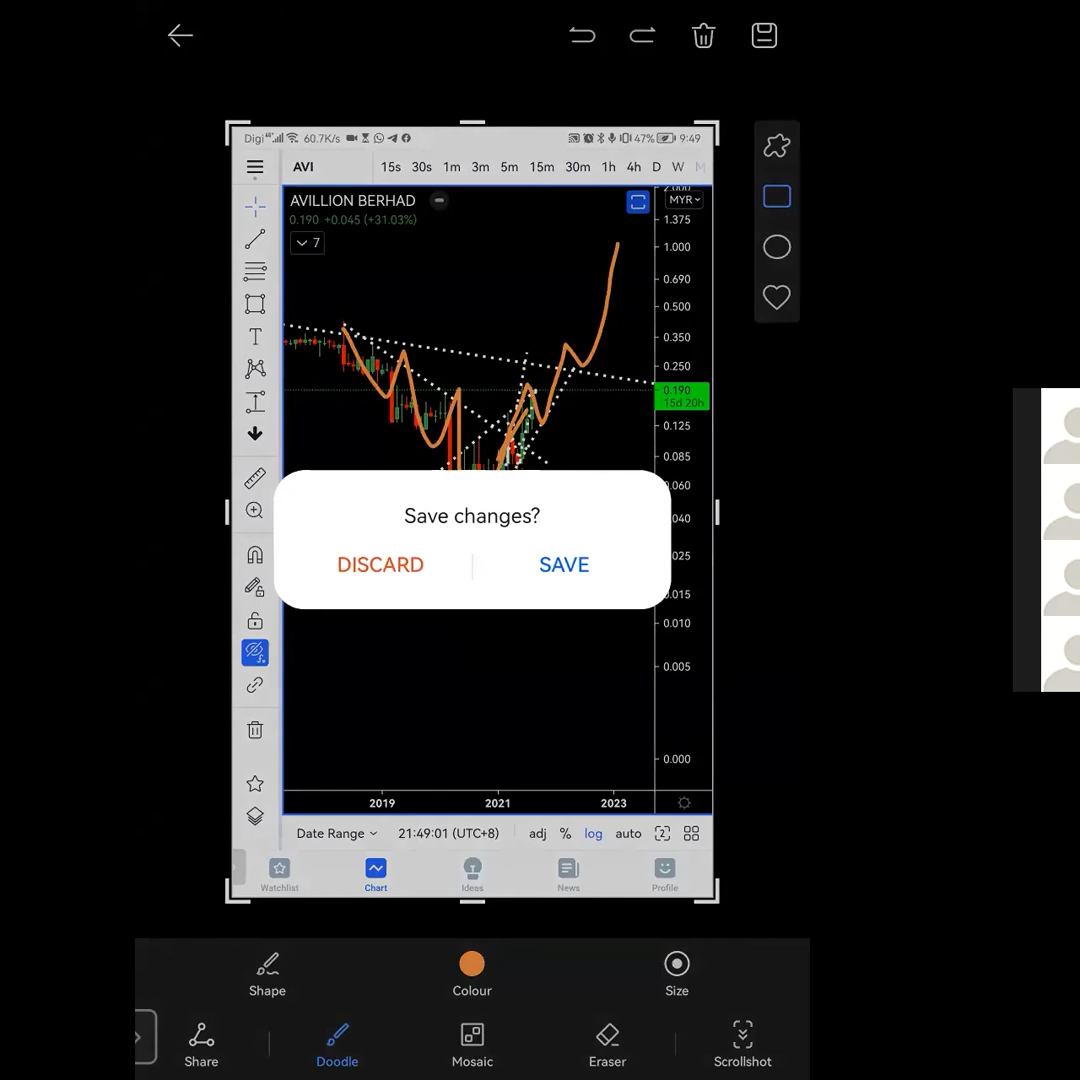 Digi 60.7K/s 47% 9:49
AVI 15s 30s 1m 3m 5m 15m 30m 1h 4h D W M
AVILLION BERHAD
0.190 +0.045 (+31.03%)
7
2.000
MYR
1.375
1.000
0.690
0.500
0.350
0.250
0.190
15d 20h
0.125
0.085
0.060
Save changes?
040
DISCARD SAVE
025
0.015
0.010
0.005
0.000
2019 2021 2023
Date Range 21:49:01 (UTC+8) adj % log auto
Watchlist Chart Ideas News Profile
Shape Colour Size
Share Doodle Mosaic Eraser Scrollshot